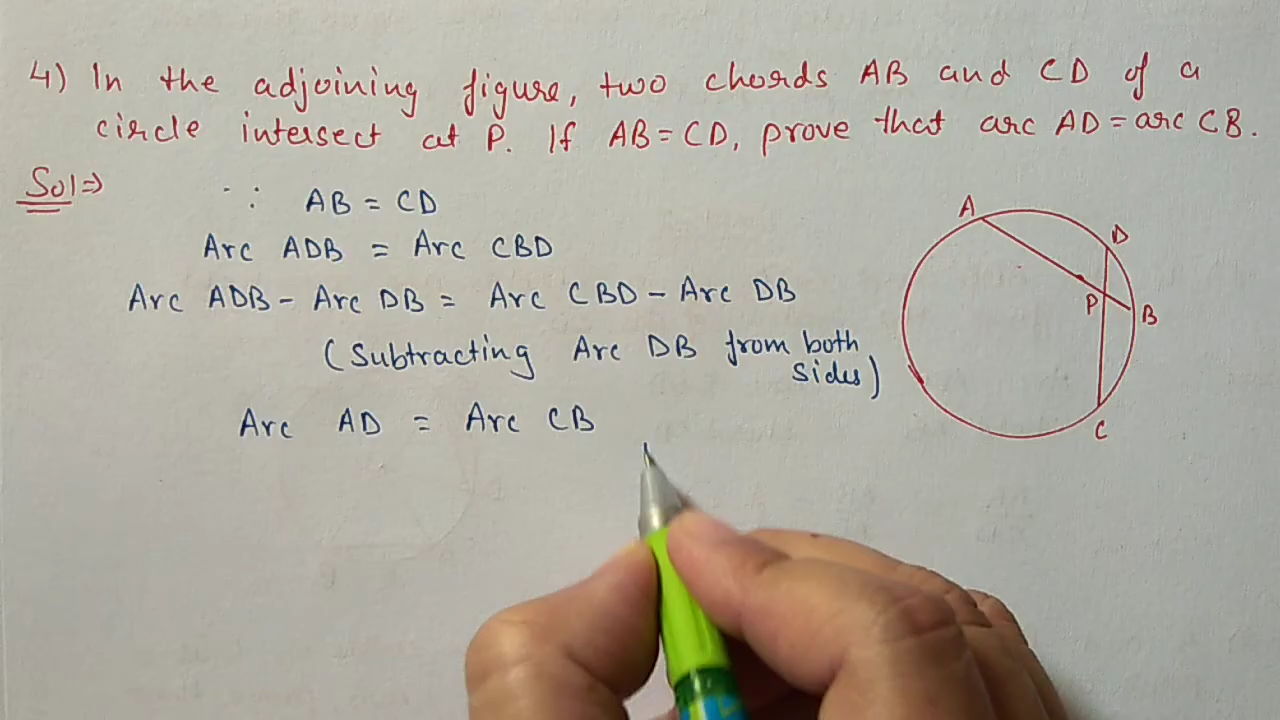 4) In the adjoining figure, two chords AB and CD of a
circle intersect at P. If AB = CD, prove that arc AD = arc CB.
Sol⇒
∵ AB = CD
Arc ADB = Arc CBD
Arc ADB - Arc DB = Arc CBD - Arc DB
(Subtracting Arc DB from both
sides)
Arc AD = Arc CB
A
D
P
B
C